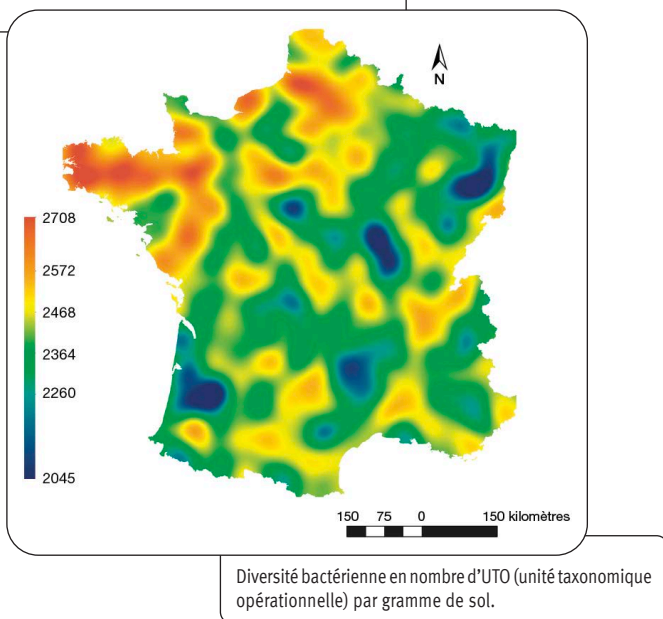 N
2708
2572
2468
2364
2260
2045
150 75 0 150 kilomètres
Diversité bactérienne en nombre d'UTO (unité taxonomique
opérationnelle) par gramme de sol.